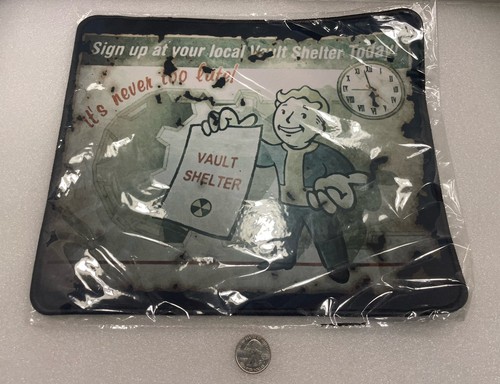 Sign up at your local Vault Shelter Today!
it's never too late!
VAULT
SHELTER